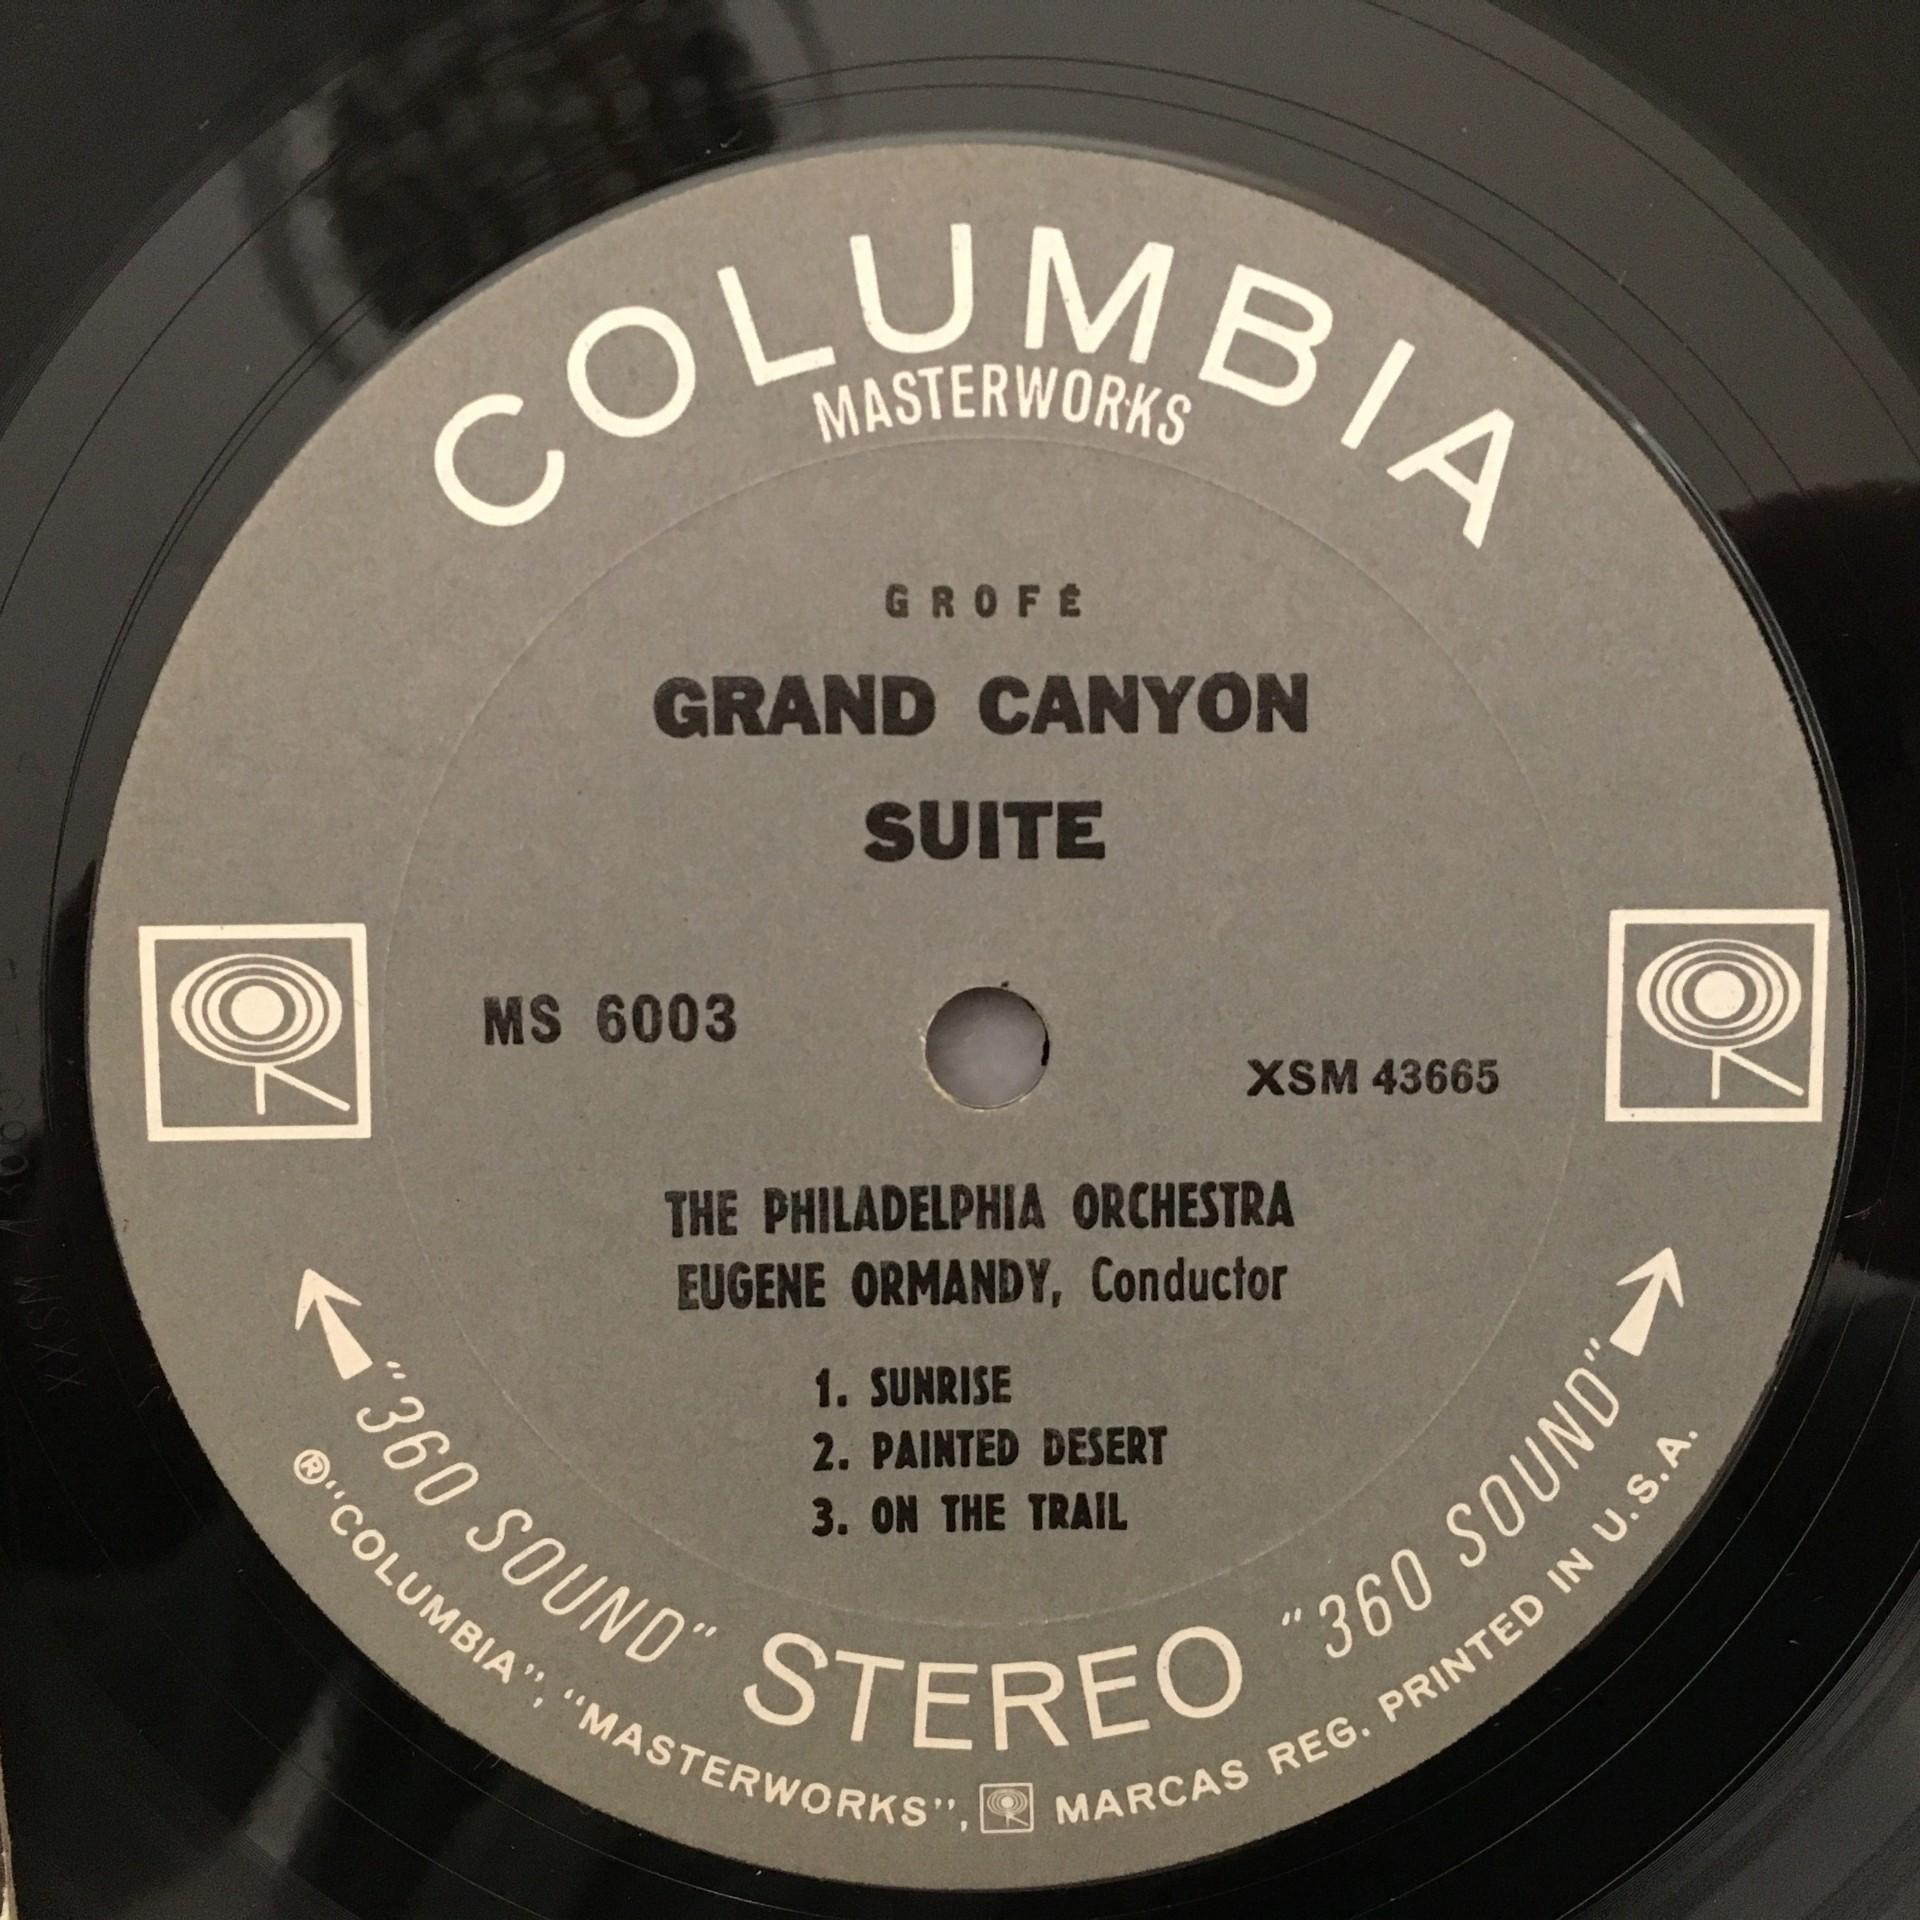 COLUMBIA
MASTERWORKS
GROFÉ
GRAND CANYON
SUITE
MS 6003
XSM 43665
THE PHILADELPHIA ORCHESTRA
EUGENE ORMANDY, Conductor
1. SUNRISE
2. PAINTED DESERT
3. ON THE TRAIL
"360 SOUND" STEREO "360 SOUND"
®"COLUMBIA", "MASTERWORKS", MARCAS REG. PRINTED IN U.S.A.